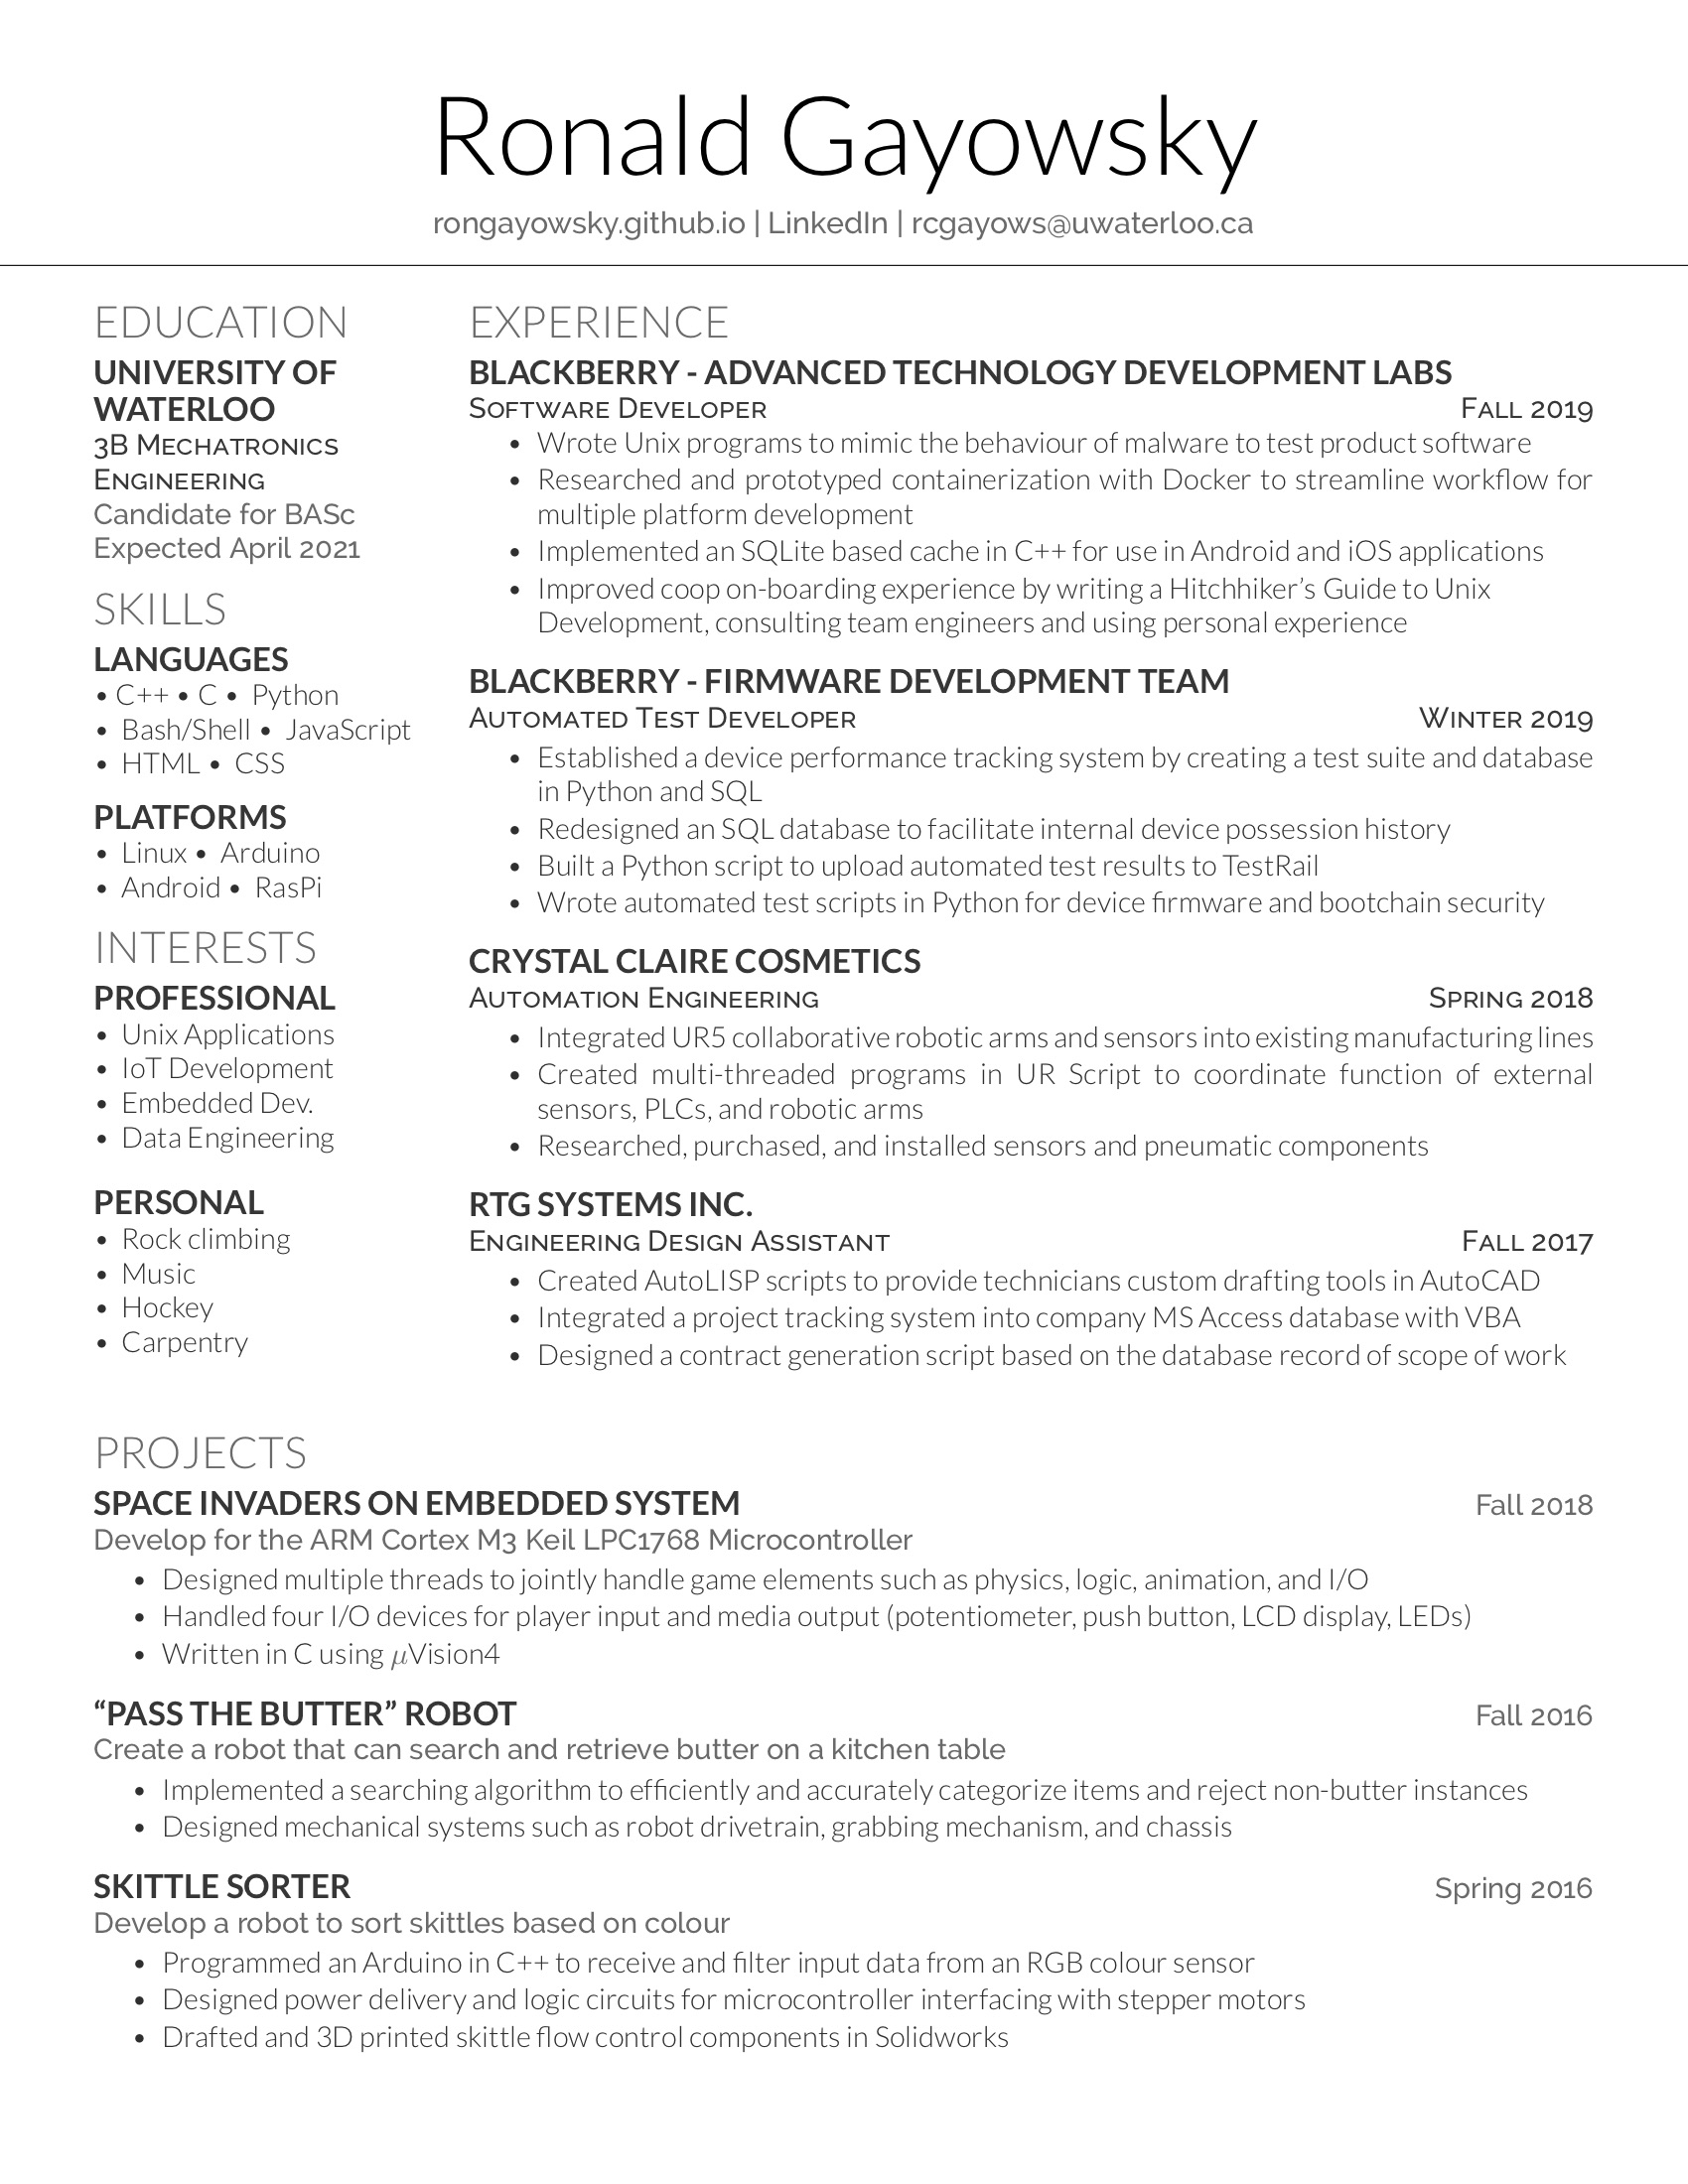 Ronald Gayowsky
rongayowsky.github.io | LinkedIn | rcgayows@uwaterloo.ca
EDUCATION
UNIVERSITY OF
WATERLOO
3B Mechatronics
Engineering
Candidate for BASc
Expected April 2021
SKILLS
LANGUAGES
• C++ • C • Python
• Bash/Shell • JavaScript
• HTML • CSS
PLATFORMS
• Linux • Arduino
• Android • RasPi
INTERESTS
PROFESSIONAL
• Unix Applications
• IoT Development
• Embedded Dev.
• Data Engineering
PERSONAL
• Rock climbing
• Music
• Hockey
• Carpentry
EXPERIENCE
BLACKBERRY - ADVANCED TECHNOLOGY DEVELOPMENT LABS
Software Developer Fall 2019
• Wrote Unix programs to mimic the behaviour of malware to test product software
• Researched and prototyped containerization with Docker to streamline workflow for
multiple platform development
• Implemented an SQLite based cache in C++ for use in Android and iOS applications
• Improved coop on-boarding experience by writing a Hitchhiker’s Guide to Unix
Development, consulting team engineers and using personal experience
BLACKBERRY - FIRMWARE DEVELOPMENT TEAM
Automated Test Developer Winter 2019
• Established a device performance tracking system by creating a test suite and database
in Python and SQL
• Redesigned an SQL database to facilitate internal device possession history
• Built a Python script to upload automated test results to TestRail
• Wrote automated test scripts in Python for device firmware and bootchain security
CRYSTAL CLAIRE COSMETICS
Automation Engineering Spring 2018
• Integrated UR5 collaborative robotic arms and sensors into existing manufacturing lines
• Created multi-threaded programs in UR Script to coordinate function of external
sensors, PLCs, and robotic arms
• Researched, purchased, and installed sensors and pneumatic components
RTG SYSTEMS INC.
Engineering Design Assistant Fall 2017
• Created AutoLISP scripts to provide technicians custom drafting tools in AutoCAD
• Integrated a project tracking system into company MS Access database with VBA
• Designed a contract generation script based on the database record of scope of work
PROJECTS
SPACE INVADERS ON EMBEDDED SYSTEM Fall 2018
Develop for the ARM Cortex M3 Keil LPC1768 Microcontroller
• Designed multiple threads to jointly handle game elements such as physics, logic, animation, and I/O
• Handled four I/O devices for player input and media output (potentiometer, push button, LCD display, LEDs)
• Written in C using μVision4
“PASS THE BUTTER” ROBOT Fall 2016
Create a robot that can search and retrieve butter on a kitchen table
• Implemented a searching algorithm to efficiently and accurately categorize items and reject non-butter instances
• Designed mechanical systems such as robot drivetrain, grabbing mechanism, and chassis
SKITTLE SORTER Spring 2016
Develop a robot to sort skittles based on colour
• Programmed an Arduino in C++ to receive and filter input data from an RGB colour sensor
• Designed power delivery and logic circuits for microcontroller interfacing with stepper motors
• Drafted and 3D printed skittle flow control components in Solidworks